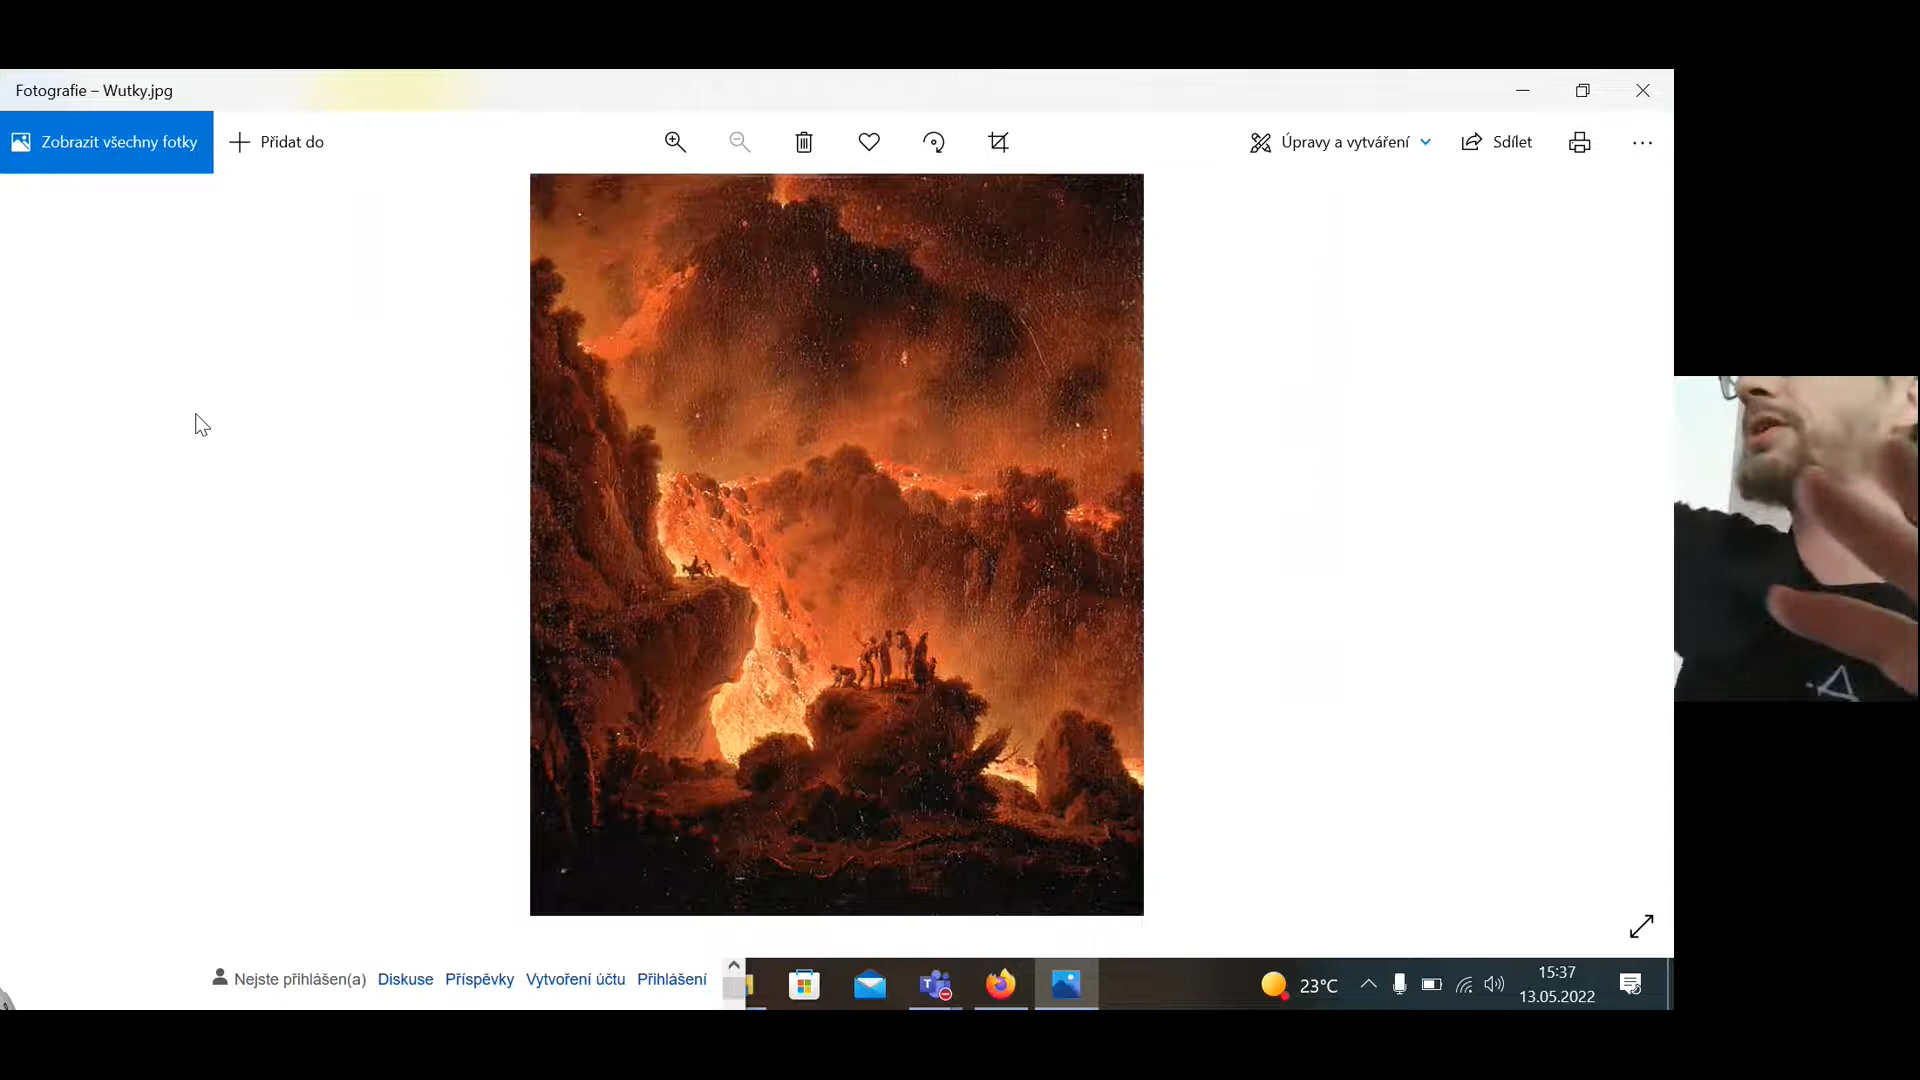 Fotografie – Wutky.jpg
Zobrazit všechny fotky
Přidat do
Úpravy a vytváření
Sdílet
Nejste přihlášen(a) Diskuse Příspěvky Vytvoření účtu Přihlášení
23°C
15:37
13.05.2022